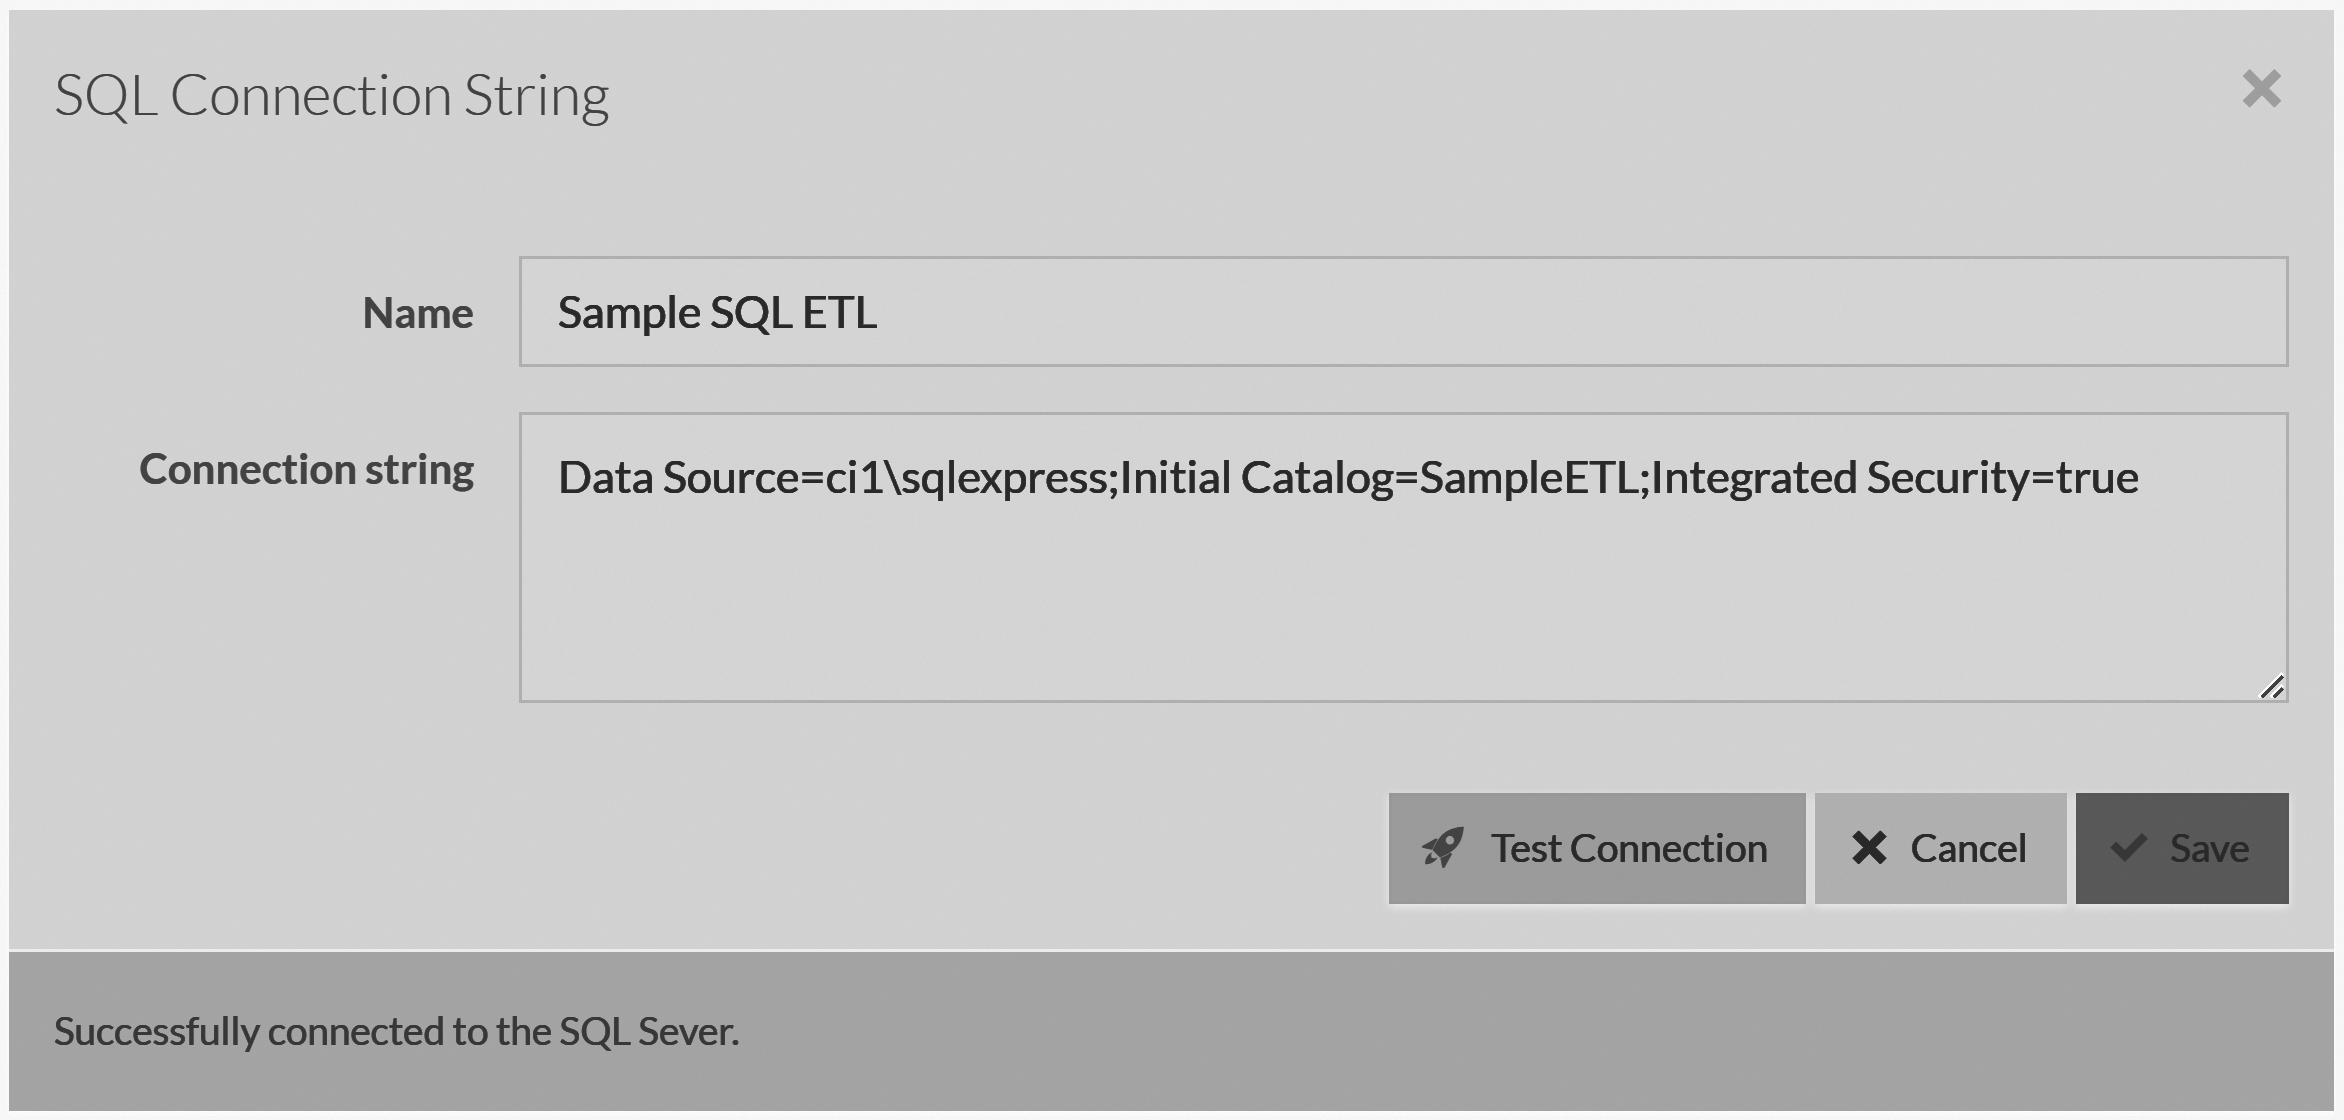 SQL Connection String
Name
Sample SQL ETL
Connection string
Data Source=ci1\sqlexpress;Initial Catalog=SampleETL;Integrated Security=true
Test Connection
Cancel
Save
Successfully connected to the SQL Sever.